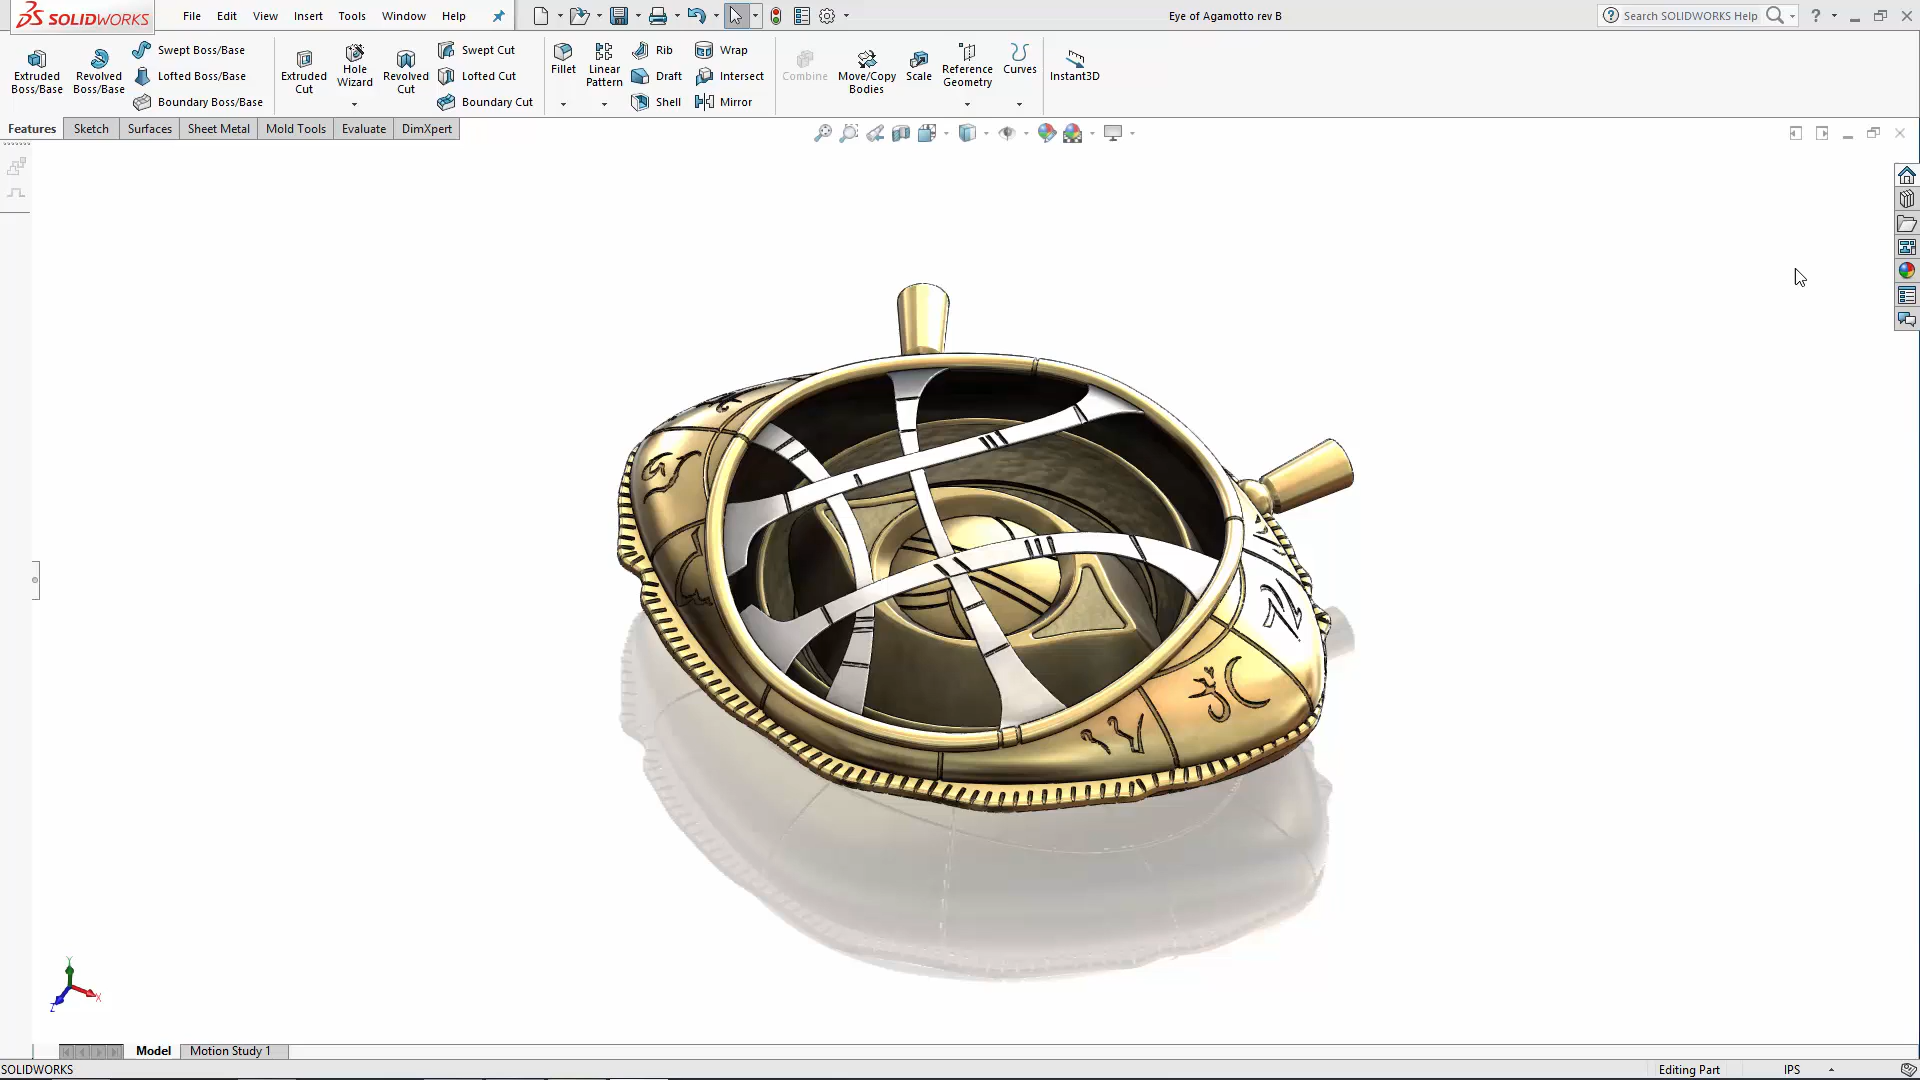 SOLIDWORKS
File Edit View Insert Tools Window Help
Eye of Agamotto rev B
Search SOLIDWORKS Help
Extruded Boss/Base
Revolved Boss/Base
Swept Boss/Base
Lofted Boss/Base
Boundary Boss/Base
Extruded Cut
Hole Wizard
Revolved Cut
Swept Cut
Lofted Cut
Boundary Cut
Fillet
Linear Pattern
Rib
Draft
Shell
Wrap
Intersect
Mirror
Combine
Move/Copy Bodies
Scale
Reference Geometry
Curves
Instant3D
Features Sketch Surfaces Sheet Metal Mold Tools Evaluate DimXpert
Y
X
Z
Model Motion Study 1
SOLIDWORKS
Editing Part
IPS